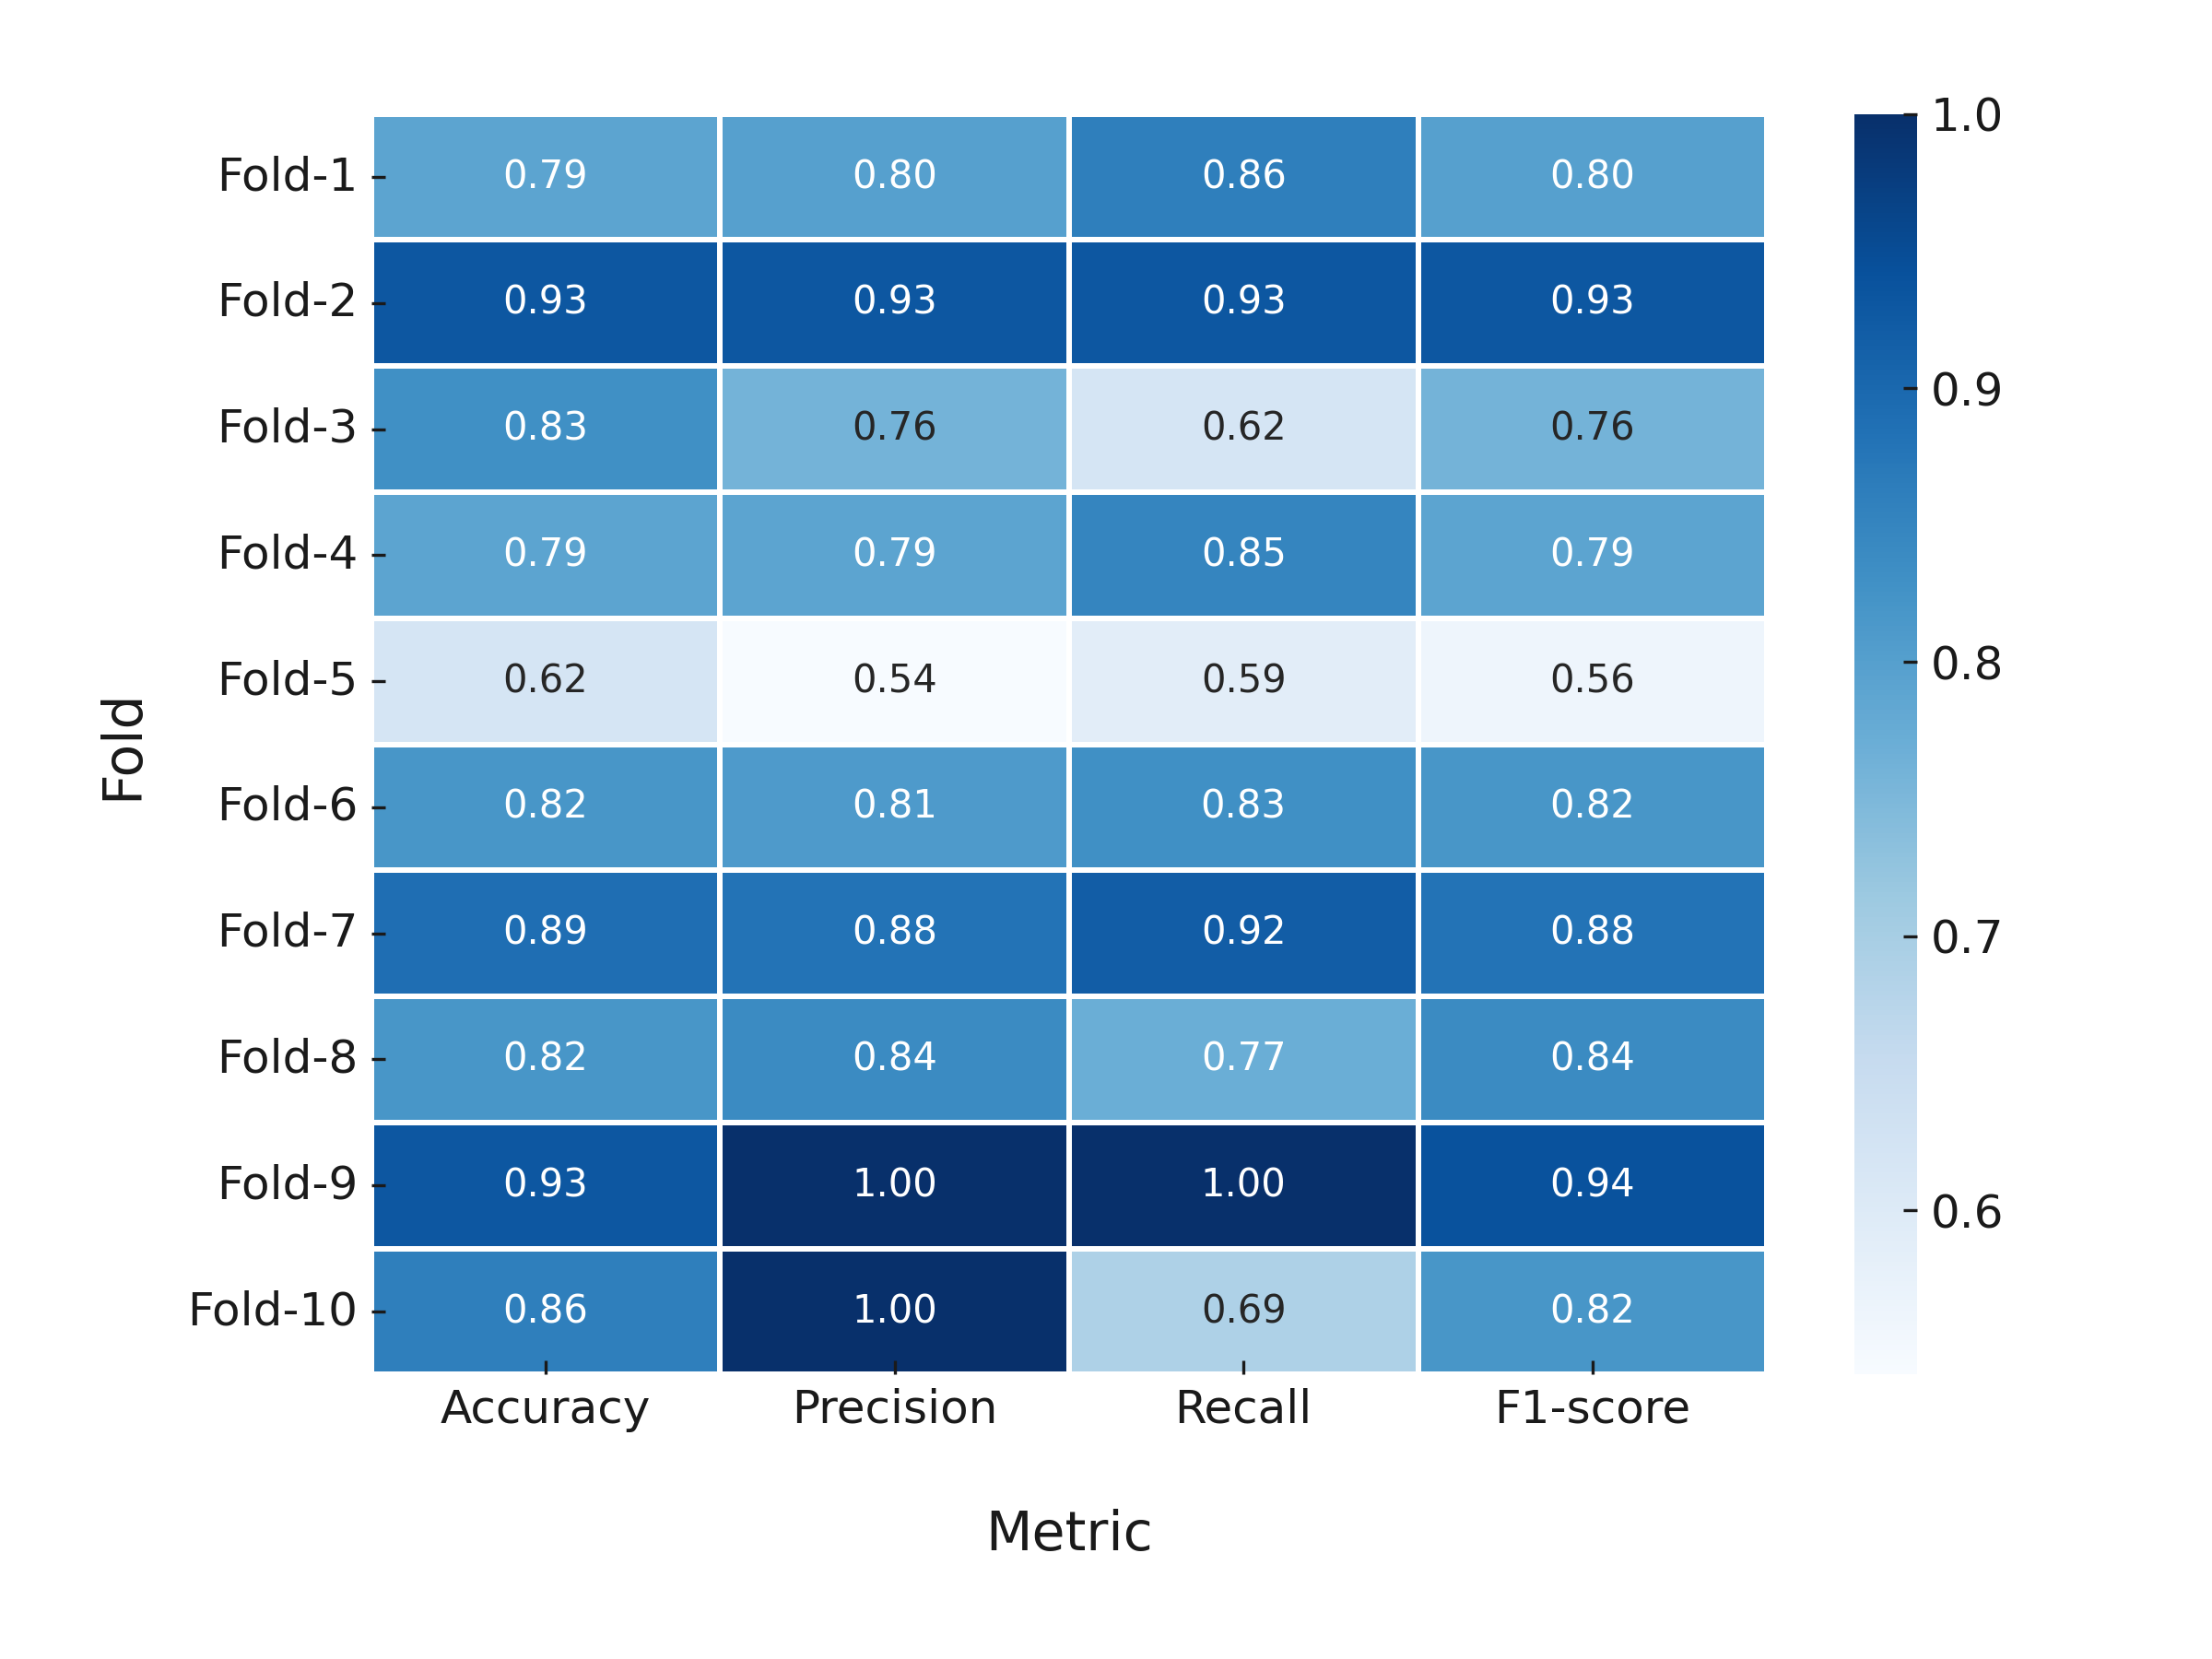 1.0
Fold-1 0.79 0.80 0.86 0.80
Fold-2 0.93 0.93 0.93 0.93
0.9
Fold-3 0.83 0.76 0.62 0.76
Fold-4 0.79 0.79 0.85 0.79
0.8
Fold-5 0.62 0.54 0.59 0.56
Fold
Fold-6 0.82 0.81 0.83 0.82
Fold-7 0.89 0.88 0.92 0.88
0.7
Fold-8 0.82 0.84 0.77 0.84
Fold-9 0.93 1.00 1.00 0.94
0.6
Fold-10 0.86 1.00 0.69 0.82
Accuracy Precision Recall F1-score
Metric